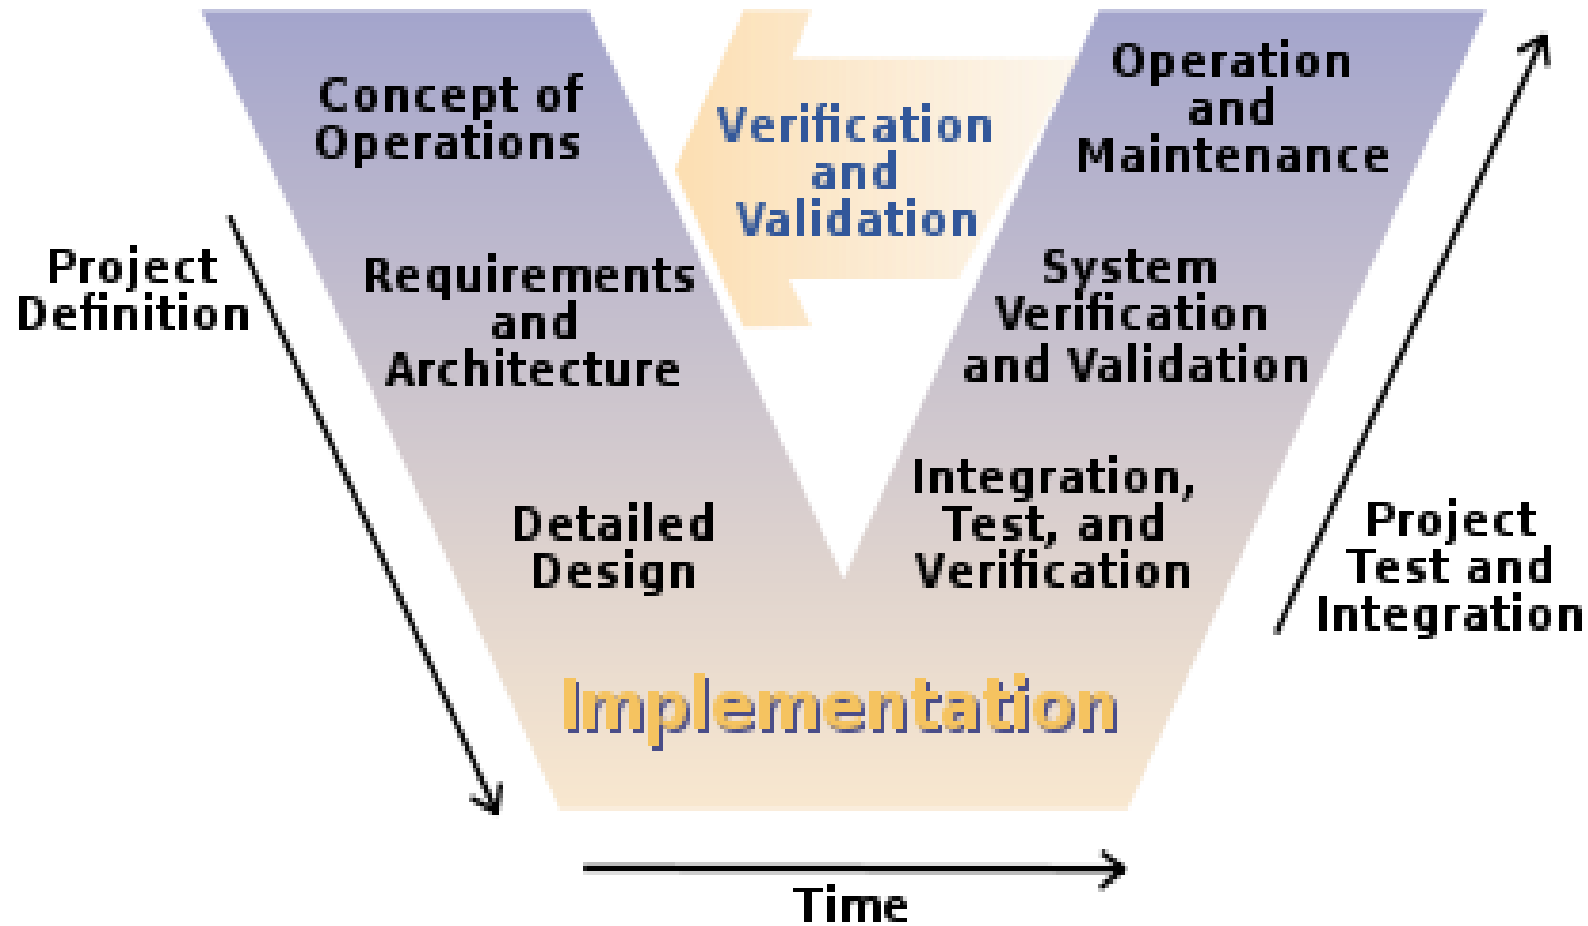 Concept of
Operations
Verification
and
Validation
Operation
and
Maintenance
Project
Definition
Requirements
and
Architecture
System
Verification
and Validation
Detailed
Design
Integration,
Test, and
Verification
Project
Test and
Integration
Implementation
Time